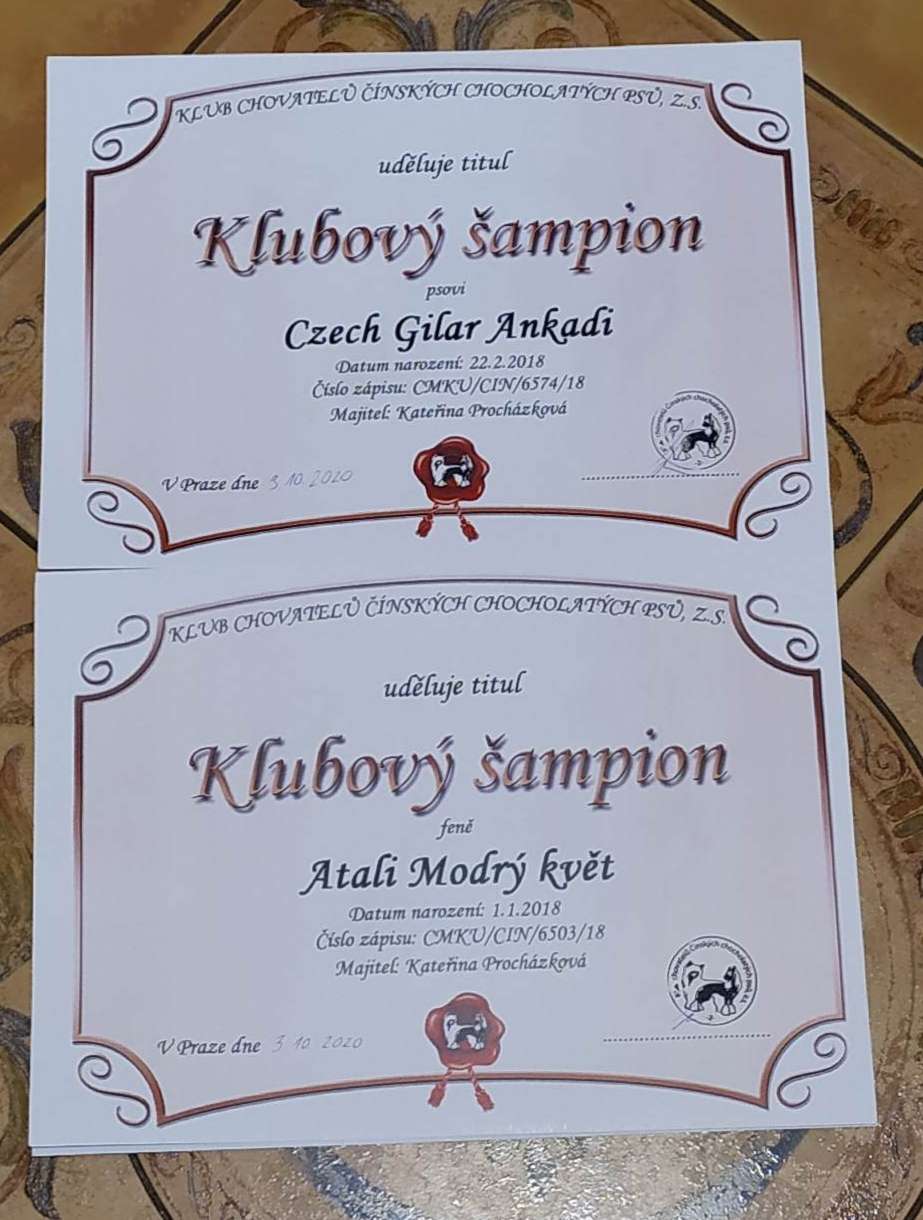 KLUB CHOVATELŮ ČÍNSKÝCH CHOCHOLATÝCH PSŮ, Z.S.
uděluje titul
Klubový šampion
psovi
Czech Gilar Ankadi
Datum narození: 22.2.2018
Číslo zápisu: CMKU/CIN/6574/18
Majitel: Kateřina Procházková
V Praze dne 3 10. 2020
KLUB CHOVATELŮ ČÍNSKÝCH CHOCHOLATÝCH PSŮ, Z.S.
uděluje titul
Klubový šampion
feně
Atali Modrý květ
Datum narození: 1.1.2018
Číslo zápisu: CMKU/CIN/6503/18
Majitel: Kateřina Procházková
V Praze dne 3 10 2020